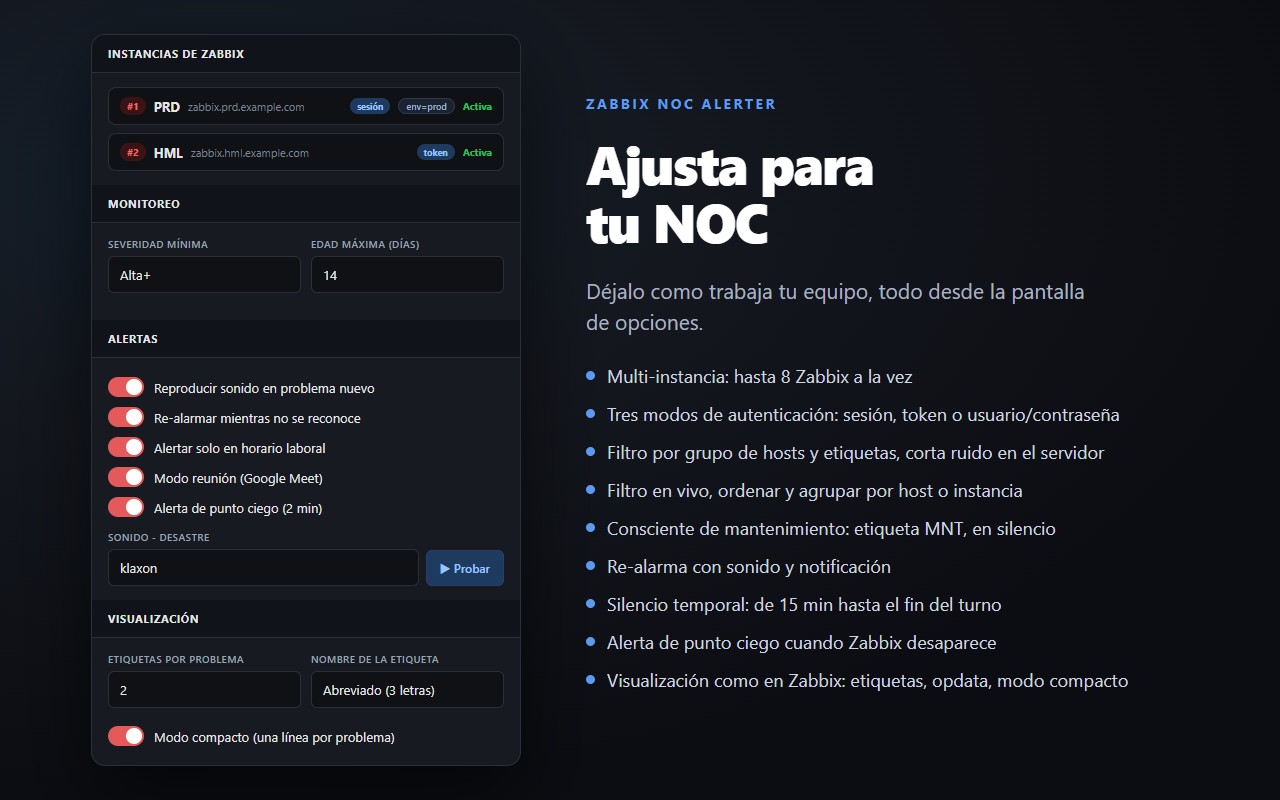 INSTANCIAS DE ZABBIX
#1 PRD zabbix.prd.example.com sesión env=prod Activa
#2 HML zabbix.hml.example.com token Activa
MONITOREO
SEVERIDAD MÍNIMA EDAD MÁXIMA (DÍAS)
Alta+ 14
ALERTAS
Reproducir sonido en problema nuevo
Re-alarmar mientras no se reconoce
Alertar solo en horario laboral
Modo reunión (Google Meet)
Alerta de punto ciego (2 min)
SONIDO - DESASTRE
klaxon ▶ Probar
VISUALIZACIÓN
ETIQUETAS POR PROBLEMA NOMBRE DE LA ETIQUETA
2 Abreviado (3 letras)
Modo compacto (una línea por problema)
ZABBIX NOC ALERTER
Ajusta para
tu NOC
Déjalo como trabaja tu equipo, todo desde la pantalla
de opciones.
Multi-instancia: hasta 8 Zabbix a la vez
Tres modos de autenticación: sesión, token o usuario/contraseña
Filtro por grupo de hosts y etiquetas, corta ruido en el servidor
Filtro en vivo, ordenar y agrupar por host o instancia
Consciente de mantenimiento: etiqueta MNT, en silencio
Re-alarma con sonido y notificación
Silencio temporal: de 15 min hasta el fin del turno
Alerta de punto ciego cuando Zabbix desaparece
Visualización como en Zabbix: etiquetas, opdata, modo compacto